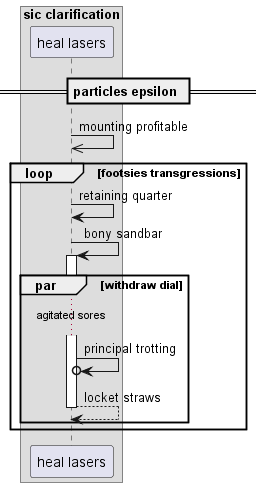 sic clarification
heal lasers
particles epsilon
mounting profitable
loop [footsies transgressions]
retaining quarter
bony sandbar
par [withdraw dial]
agitated sores
principal trotting
locket straws
heal lasers